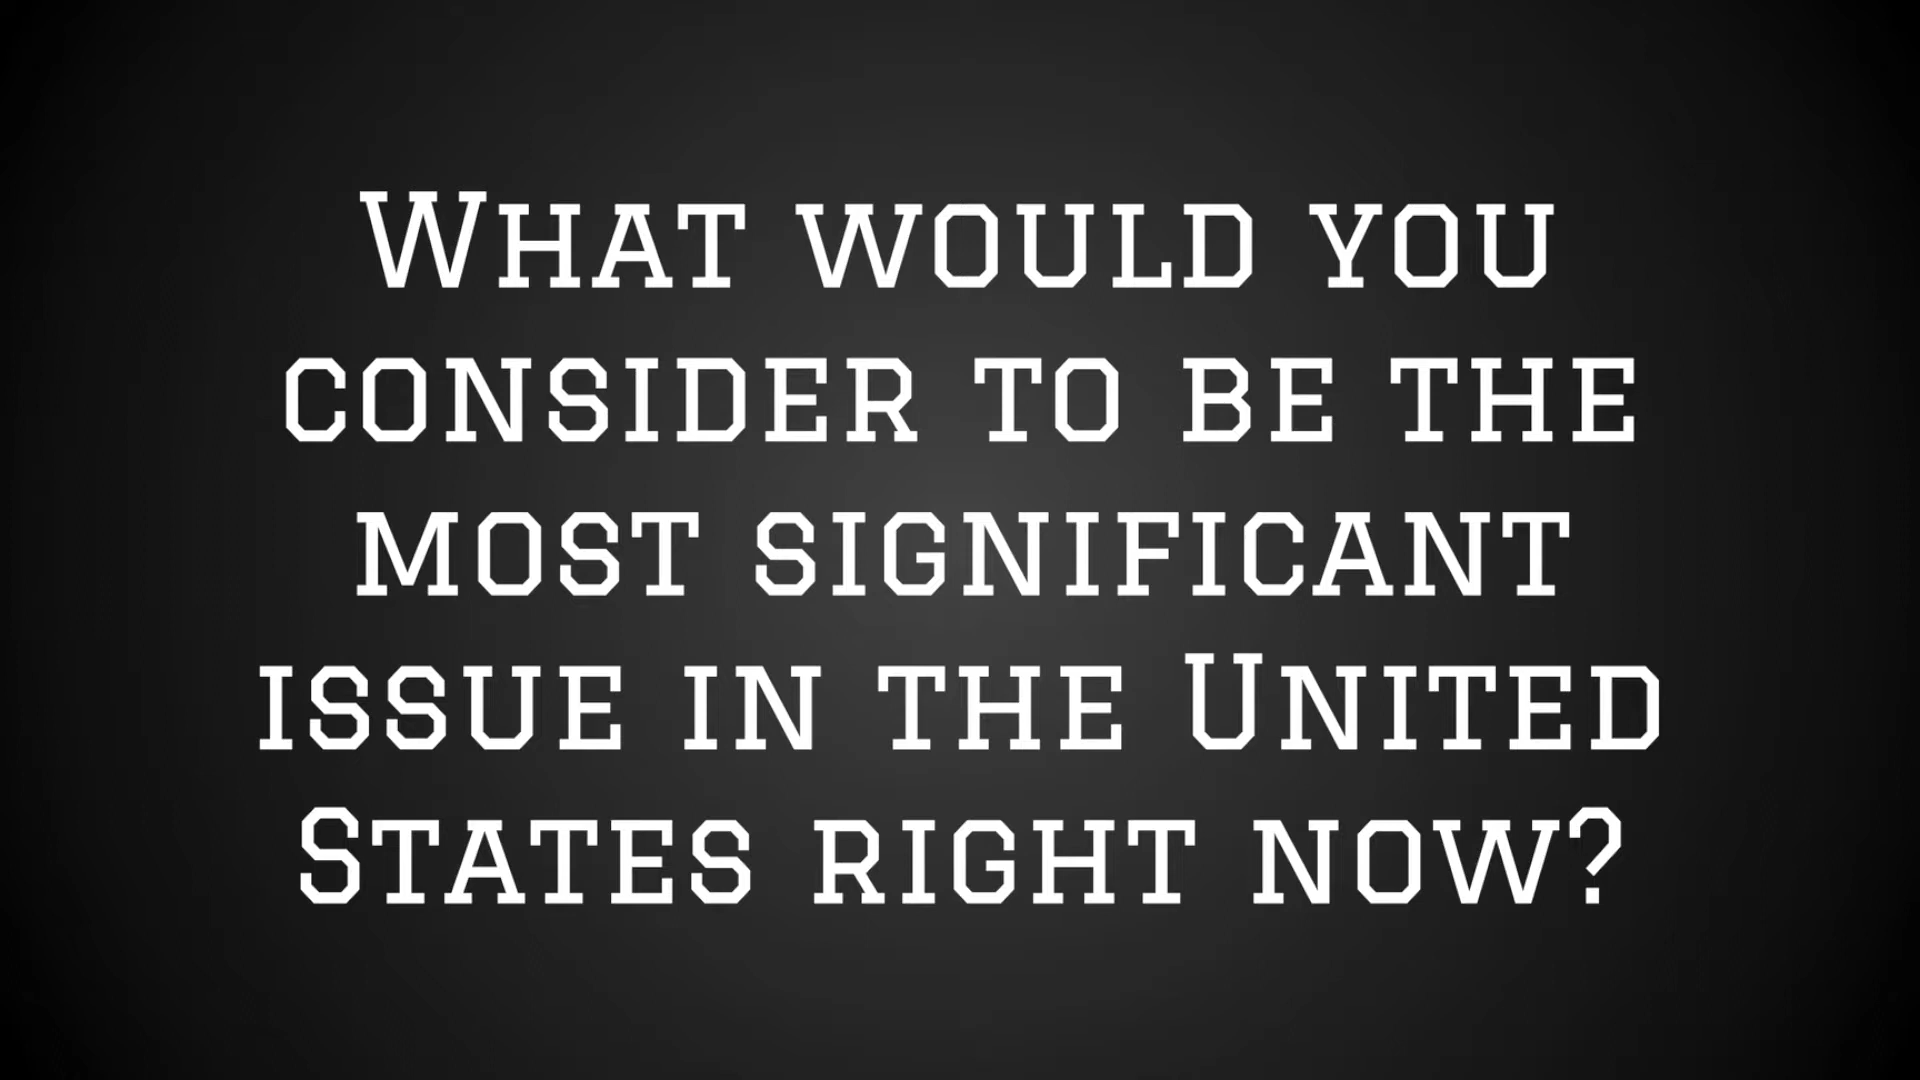 What would you
consider to be the
most significant
issue in the United
States right now?